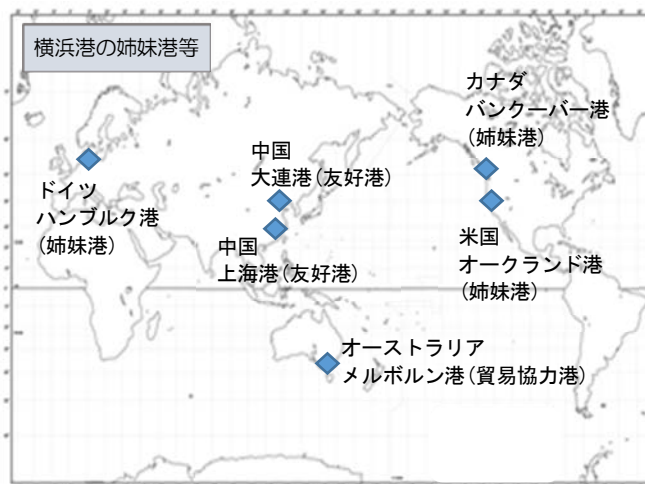 横浜港の姉妹港等
カナダ
バンクーバー港
(姉妹港)
中国
大連港(友好港)
ドイツ
ハンブルク港
(姉妹港)
中国
上海港(友好港)
米国
オークランド港
(姉妹港)
オーストラリア
メルボルン港(貿易協力港)